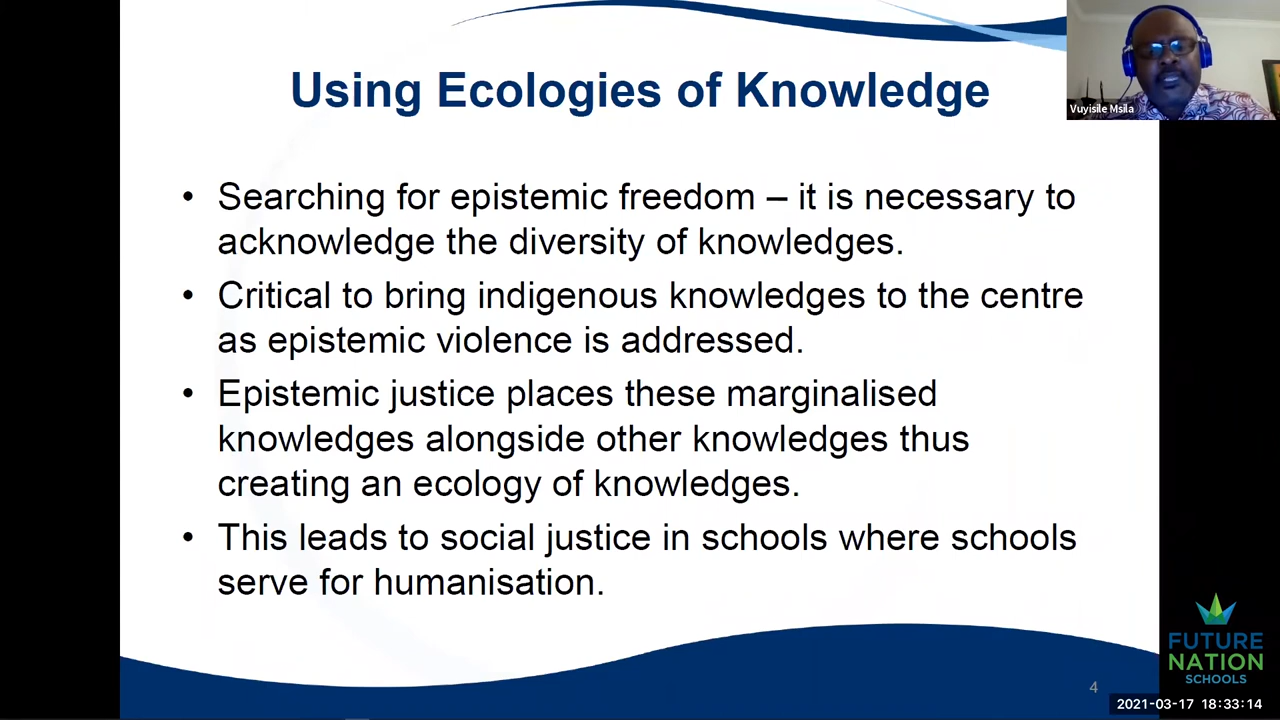 Using Ecologies of Knowledge
Vuyisile Msila
• Searching for epistemic freedom – it is necessary to
acknowledge the diversity of knowledges.
• Critical to bring indigenous knowledges to the centre
as epistemic violence is addressed.
• Epistemic justice places these marginalised
knowledges alongside other knowledges thus
creating an ecology of knowledges.
• This leads to social justice in schools where schools
serve for humanisation.
FUTURE
NATION
SCHOOLS
4
2021-03-17 18:33:14